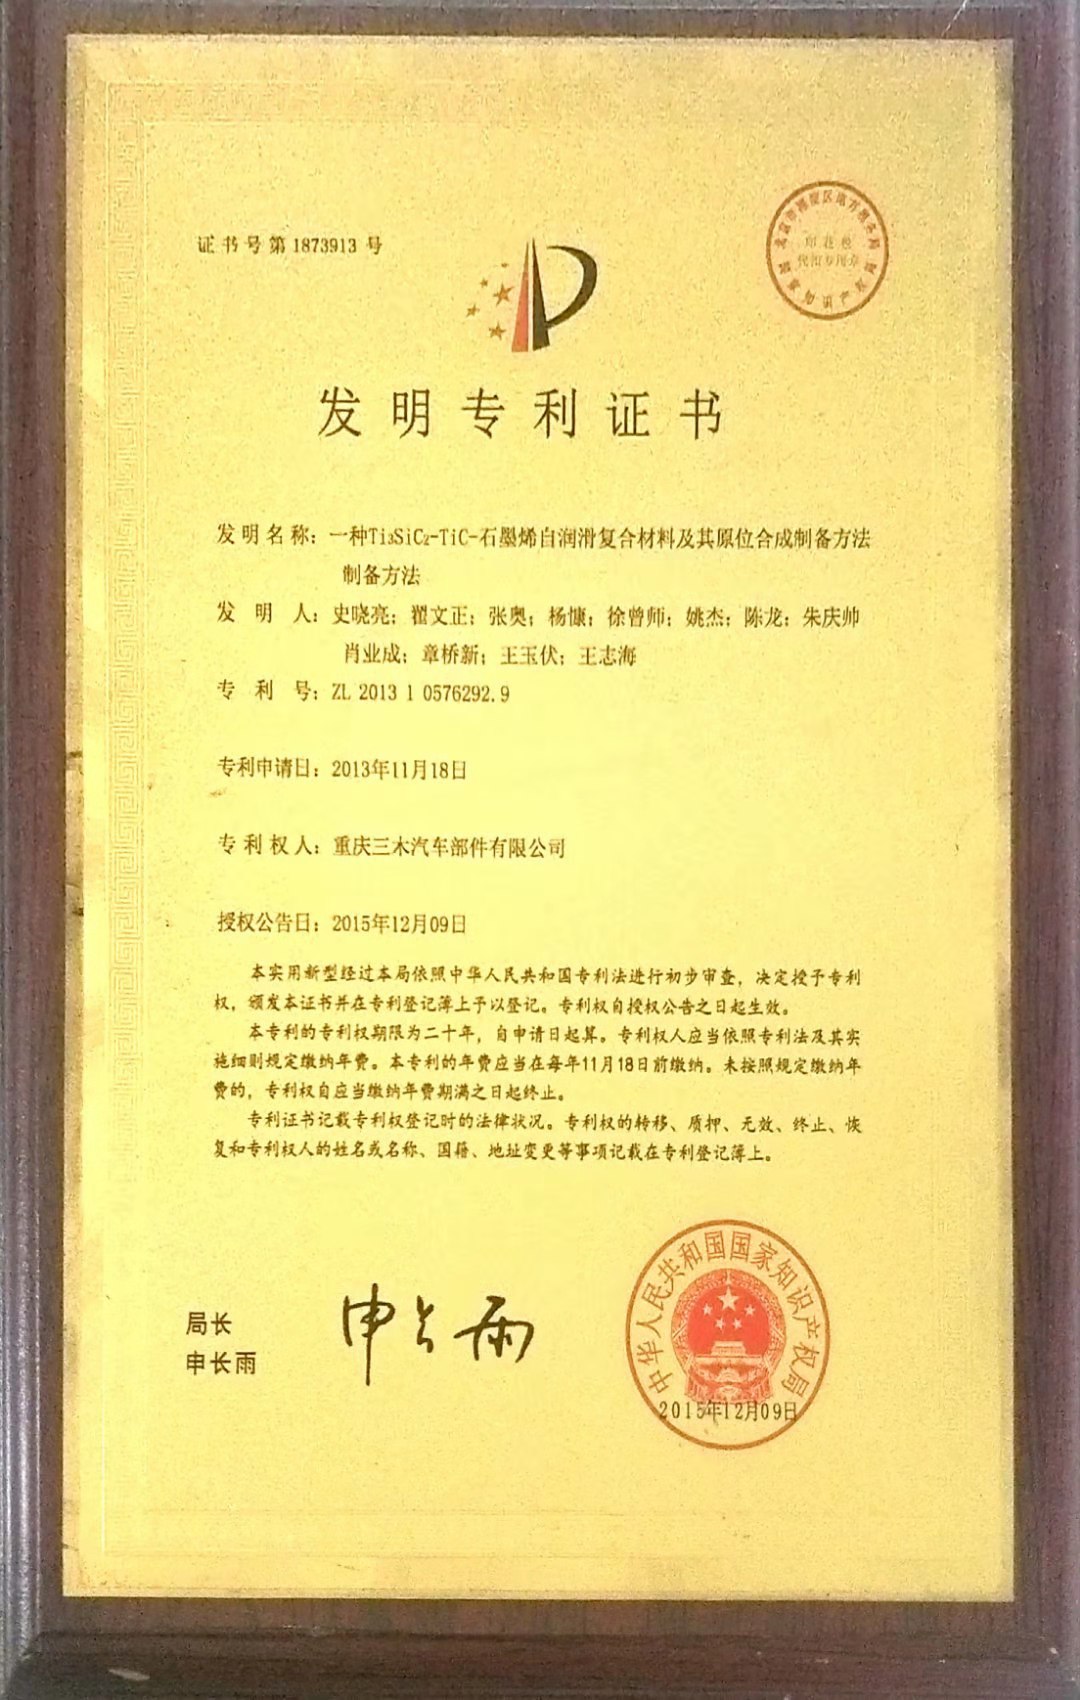 证书号第1873913号
印花税
代扣专用章
发明专利证书
发明名称：一种Ti3SiC2-TiC-石墨烯自润滑复合材料及其原位合成制备方法
制备方法
发明人：史晓亮；翟文正；张奥；杨慷；徐曾师；姚杰；陈龙；朱庆帅
肖业成；章桥新；王玉伏；王志海
专利号：ZL 2013 1 0576292.9
专利申请日：2013年11月18日
专利权人：重庆三木汽车部件有限公司
授权公告日：2015年12月09日
本实用新型经过本局依照中华人民共和国专利法进行初步审查，决定授予专利
权，颁发本证书并在专利登记薄上予以登记。专利权自授权公告之日起生效。
本专利的专利权期限为二十年，自申请日起算。专利权人应当依照专利法及其实
施细则规定缴纳年费。本专利的年费应当在每年11月18日前缴纳。未按照规定缴纳年
费的，专利权自应当缴纳年费期满之日起终止。
专利证书记载专利权登记时的法律状况。专利权的转移、质押、无效、终止、恢
复和专利权人的姓名或名称、国籍、地址变更等事项记载在专利登记薄上。
局长
申长雨
申长雨
中华人民共和国国家知识产权局
2015年12月09日